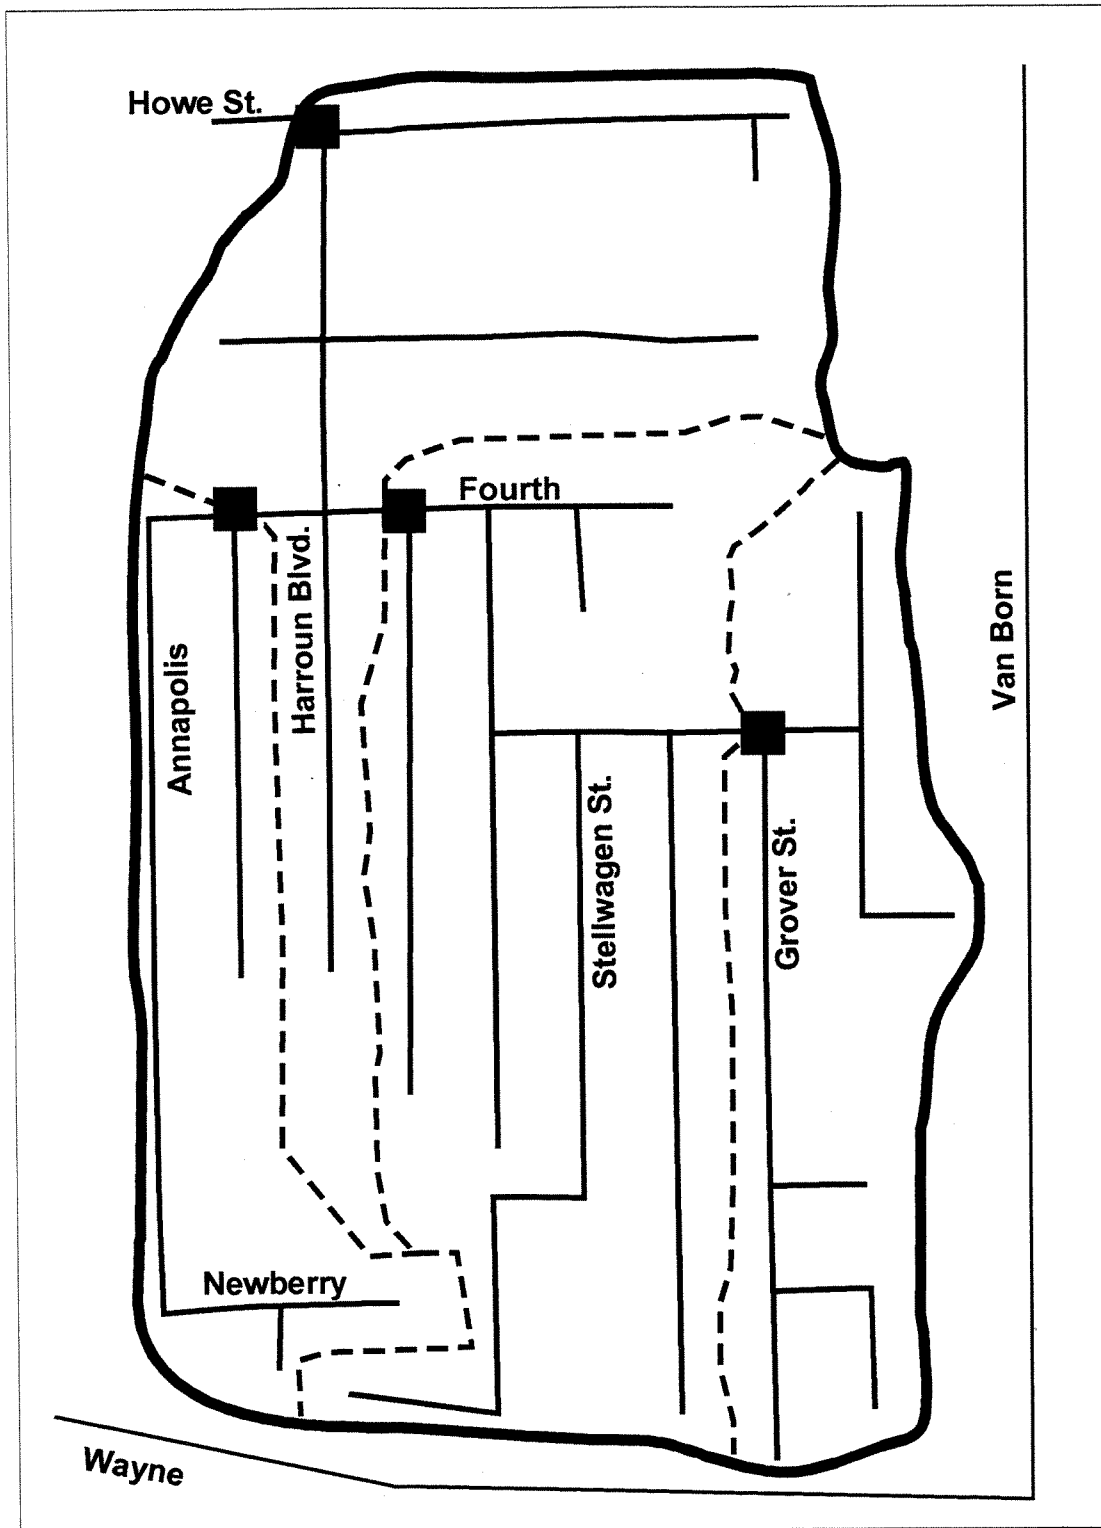 Howe St.
Fourth
Harroun Blvd.
Annapolis
Van Born
Stellwagen St.
Grover St.
Newberry
Wayne